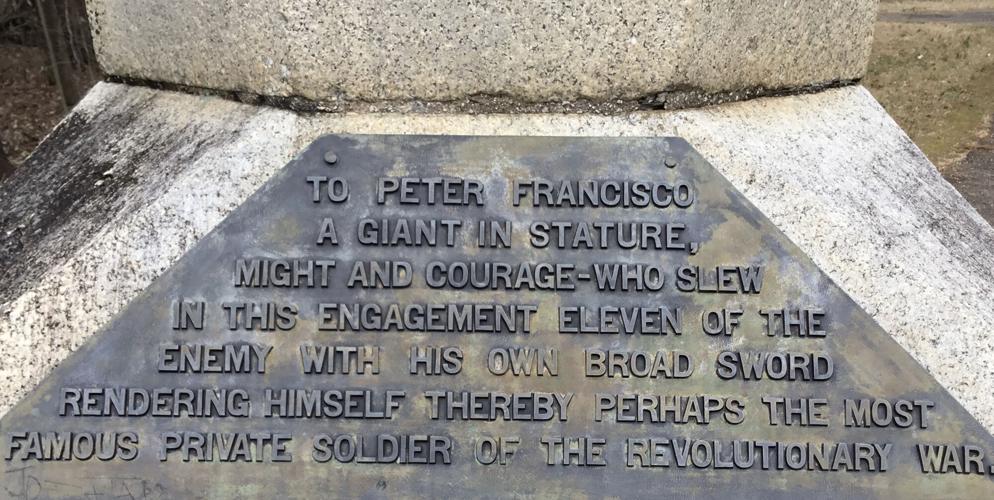 TO PETER FRANCISCO
A GIANT IN STATURE,
MIGHT AND COURAGE-WHO SLEW
IN THIS ENGAGEMENT ELEVEN OF THE
ENEMY WITH HIS OWN BROAD SWORD
RENDERING HIMSELF THEREBY PERHAPS THE MOST
FAMOUS PRIVATE SOLDIER OF THE REVOLUTIONARY WAR.